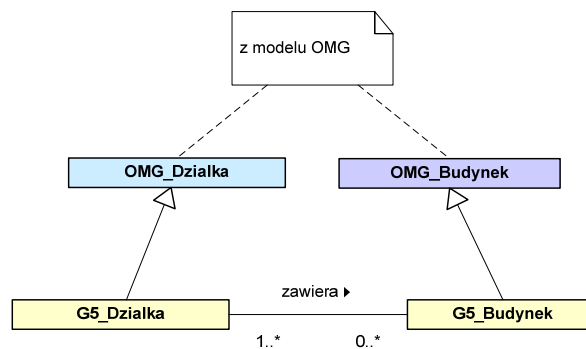 z modelu OMG
OMG_Dzialka
OMG_Budynek
zawiera
G5_Dzialka
G5_Budynek
1..*
0..*